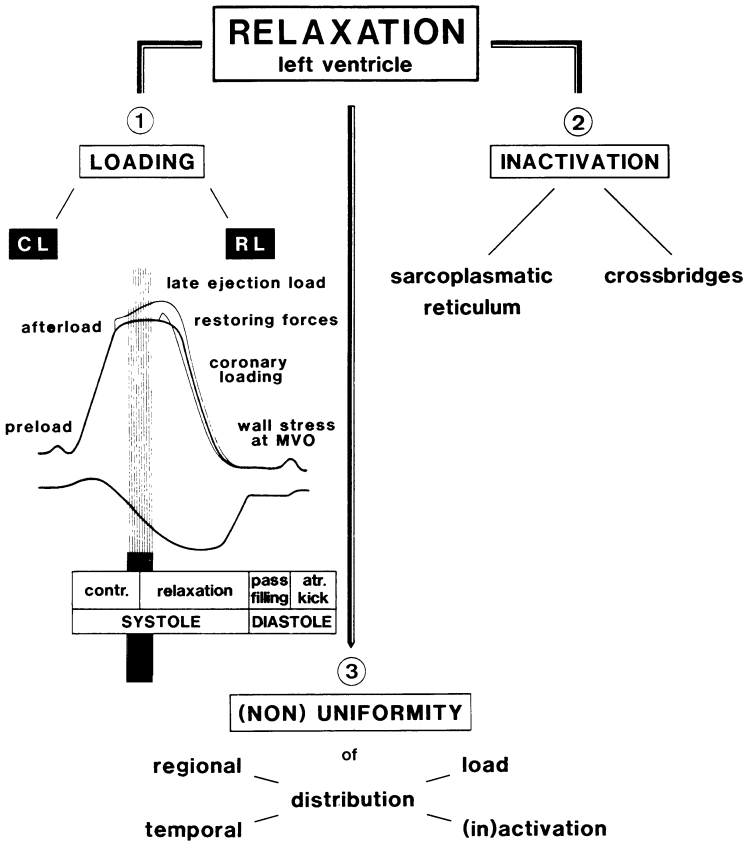 RELAXATION
left ventricle
1
LOADING
CL
RL
late ejection load
afterload
restoring forces
coronary
loading
preload
wall stress
at MVO
contr.
relaxation
pass
filling
atr.
kick
SYSTOLE
DIASTOLE
2
INACTIVATION
sarcoplasmatic
reticulum
crossbridges
3
(NON) UNIFORMITY
of
regional
load
distribution
temporal
(in)activation